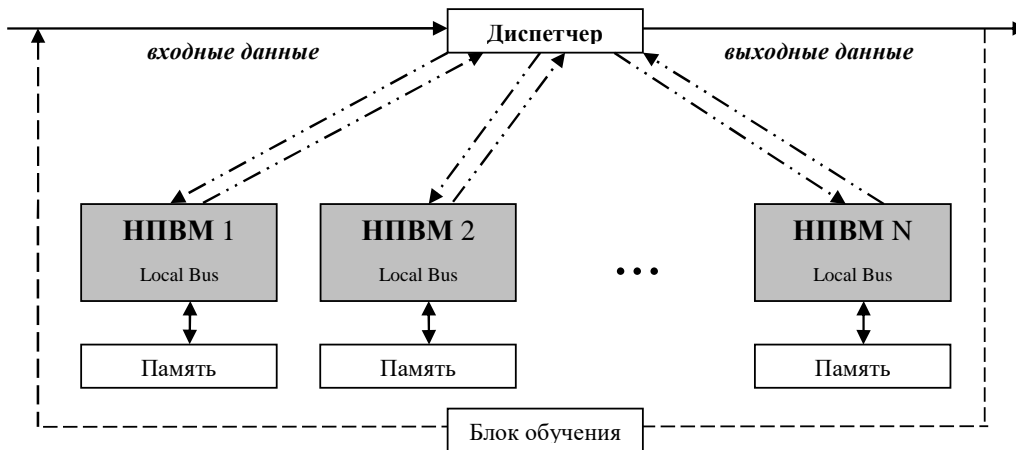 Диспетчер
входные данные
выходные данные
НПВМ 1
Local Bus
НПВМ 2
Local Bus
...
НПВМ N
Local Bus
Память
Память
Память
Блок обучения